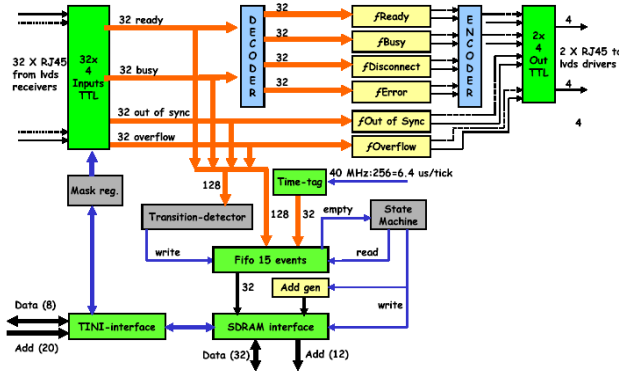 32 X RJ45
from lvds
receivers
32x
4
Inputs
TTL
32 ready
32 busy
32 out of sync
32 overflow
DECODER
32
32
32
32
fReady
fBusy
fDisconnect
fError
fOut of Sync
fOverflow
ENCODER
2x
4
Out
TTL
4
2 X RJ45 to
lvds drivers
4
4
Mask reg.
128
Transition-detector
128
Time-tag
40 MHz:256=6.4 us/tick
32
empty
State
Machine
write
Fifo 15 events
read
32
Add gen
write
Data (8)
Add (20)
TINI-interface
SDRAM interface
Data (32)
Add (12)